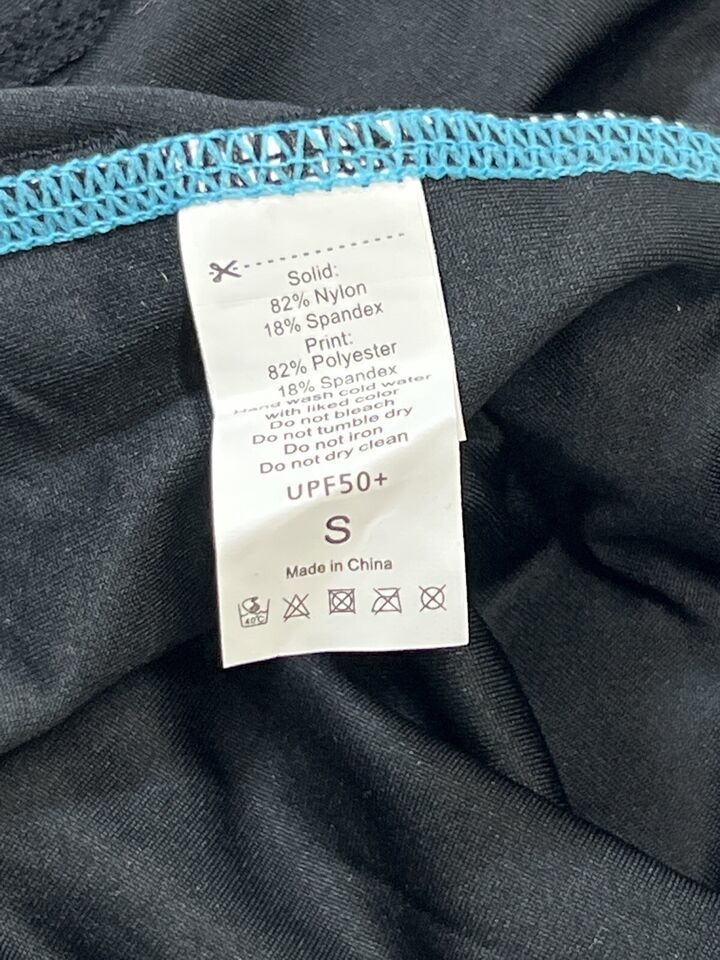 Solid:
82% Nylon
18% Spandex
Print:
82% Polyester
18% Spandex
Hand wash cold water
with liked color
Do not bleach
Do not tumble dry
Do not iron
Do not dry clean
UPF50+
S
Made in China
40°C